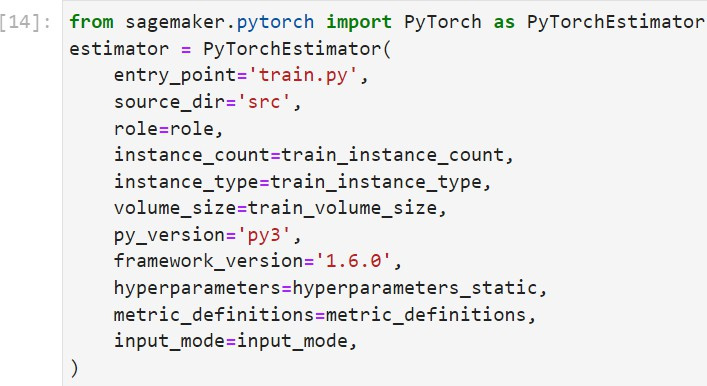 [14]: from sagemaker.pytorch import PyTorch as PyTorchEstimator
estimator = PyTorchEstimator(
    entry_point='train.py',
    source_dir='src',
    role=role,
    instance_count=train_instance_count,
    instance_type=train_instance_type,
    volume_size=train_volume_size,
    py_version='py3',
    framework_version='1.6.0',
    hyperparameters=hyperparameters_static,
    metric_definitions=metric_definitions,
    input_mode=input_mode,
)